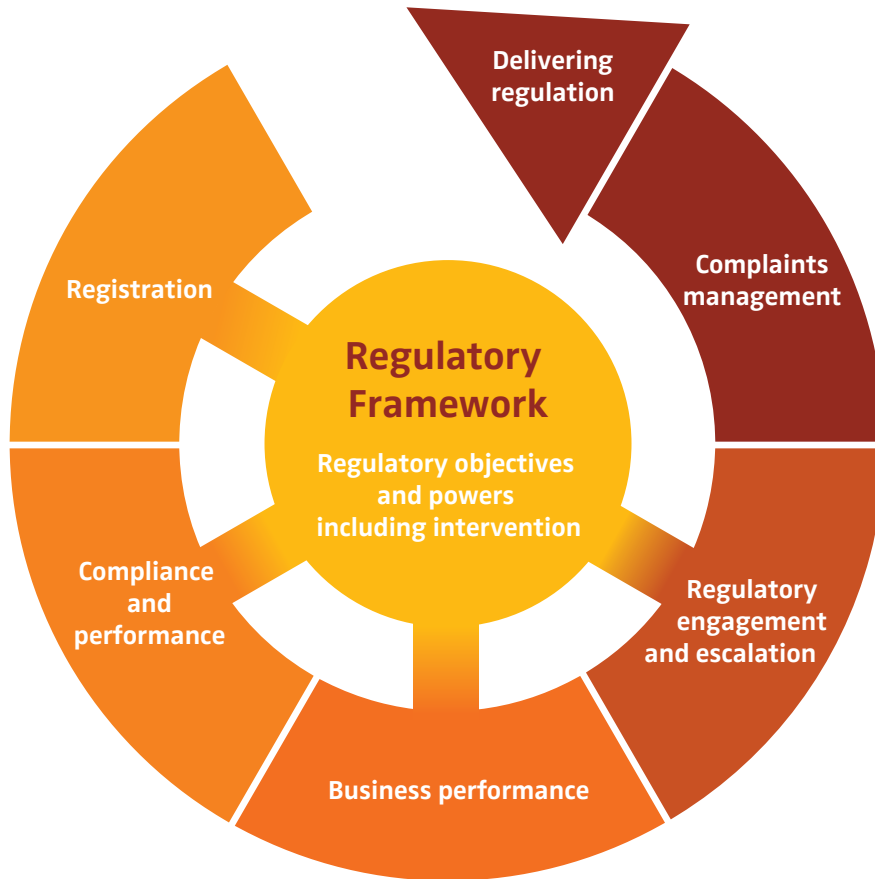 Delivering
regulation
Complaints
management
Registration
Regulatory
Framework
Regulatory objectives
and powers
including intervention
Compliance
and
performance
Regulatory
engagement
and escalation
Business performance